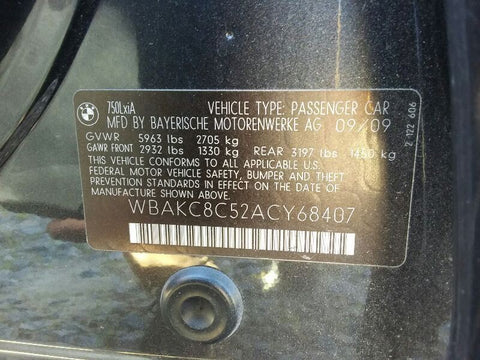 750LxiA VEHICLE TYPE: PASSENGER CAR
MFD BY BAYERISCHE MOTORENWERKE AG 09/09
GVWR 5963 lbs 2705 kg
GAWR FRONT 2932 lbs 1330 kg REAR 3197 lbs 1450 kg
THIS VEHICLE CONFORMS TO ALL APPLICABLE U.S.
FEDERAL MOTOR VEHICLE SAFETY, BUMPER AND THEFT
PREVENTION STANDARDS IN EFFECT ON THE DATE OF
MANUFACTURE SHOWN ABOVE.
WBAKC8C52ACY68407
2 122 606
BMW